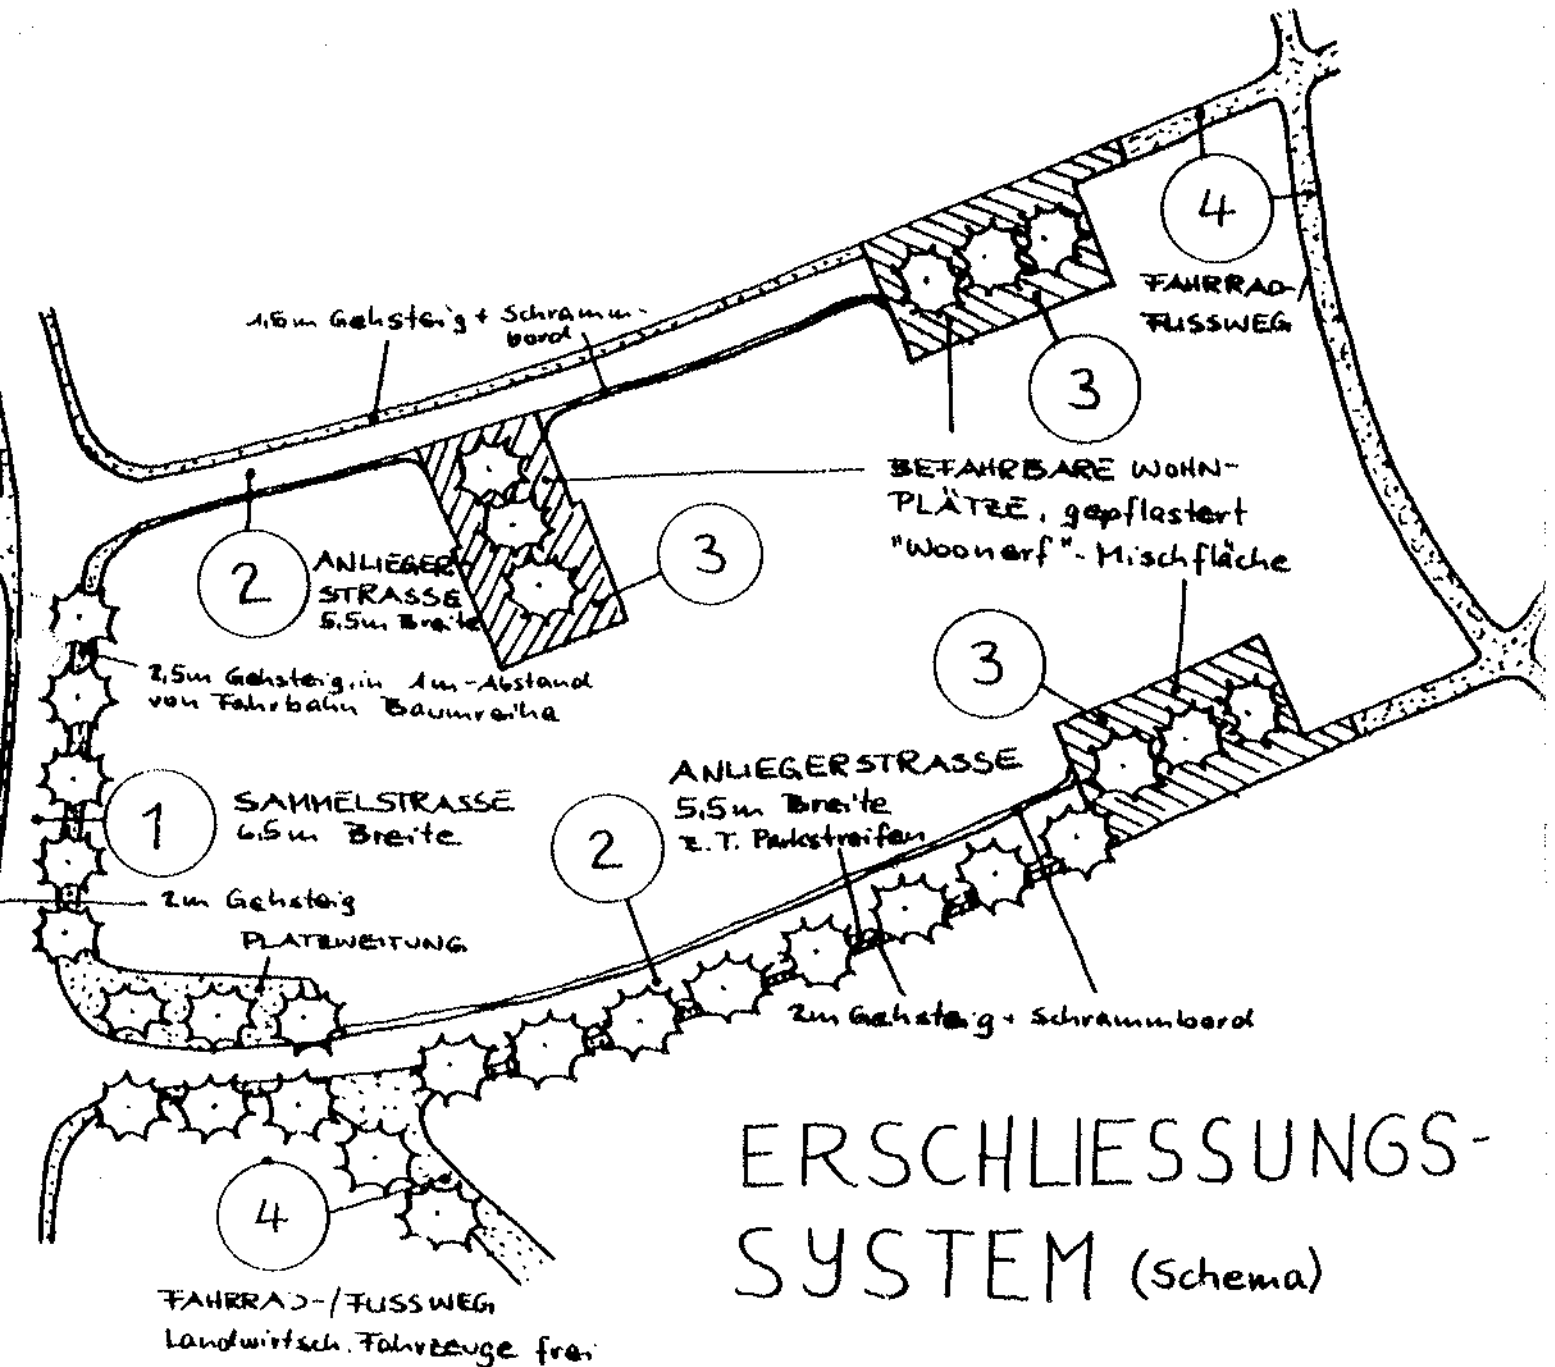 4
FAHRRAD-/
FUSSWEG
1,5m Gehsteig + Schramm-
bord
3
BEFAHRBARE WOHN-
PLÄTZE, gepflastert
"Woonerf"-Mischfläche
2
ANLIEGER-
STRASSE
5,5m Breite
3
3
2,5m Gehsteig, in 1m-Abstand
von Fahrbahn Baumreihe
1
SAMMELSTRASSE
6,5m Breite
2
ANLIEGERSTRASSE
5,5m Breite
z.T. Parkstreifen
2m Gehsteig
PLATZWEITUNG
2m Gehsteig + Schrammbord
4
FAHRRAD-/FUSSWEG
Landwirtsch. Fahrzeuge frei
ERSCHLIESSUNGS-
SYSTEM (Schema)